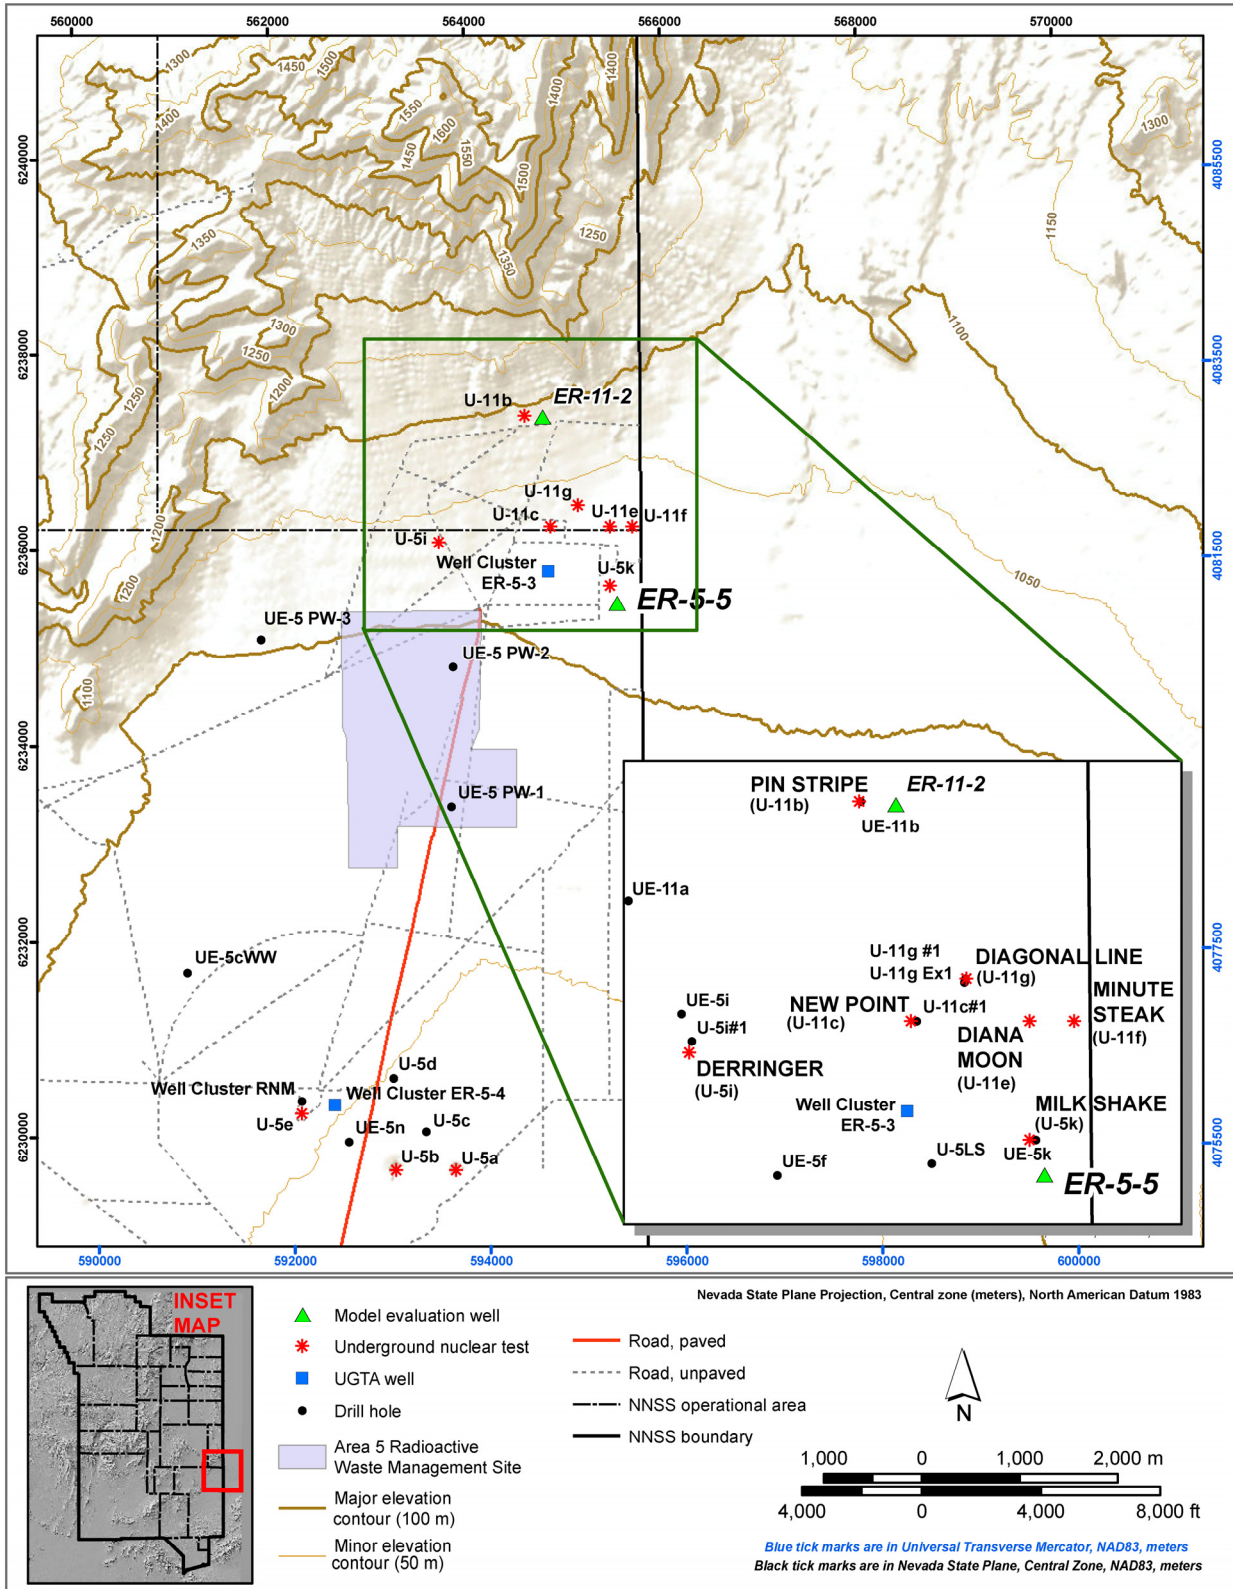 560000
562000
564000
566000
568000
570000
1300
1450
1500
1400
1400
1400
1550
1600
1450
1550
1500
1300
6240000
4085500
1350
1250
1350
1150
1300
1250
1200
1100
6238000
4083500
1250
1250
U-11b
ER-11-2
U-11g
U-11c
U-11e
U-11f
1200
6236000
U-5i
Well Cluster
ER-5-3
U-5k
4081500
1050
1200
ER-5-5
UE-5 PW-3
UE-5 PW-2
1100
6234000
UE-5 PW-1
PIN STRIPE
(U-11b)
ER-11-2
UE-11b
UE-11a
6232000
4077500
UE-5cWW
U-11g #1
U-11g Ex1
DIAGONAL LINE
(U-11g)
MINUTE
STEAK
(U-11f)
UE-5i
U-5i#1
NEW POINT
(U-11c)
U-11c#1
DIANA
MOON
(U-11e)
DERRINGER
(U-5i)
U-5d
Well Cluster RNM
Well Cluster ER-5-4
U-5e
UE-5n
U-5c
U-5b
U-5a
6230000
4075500
Well Cluster
ER-5-3
MILK SHAKE
(U-5k)
UE-5k
U-5LS
UE-5f
ER-5-5
590000
592000
594000
596000
598000
600000
INSET
MAP
Model evaluation well
Underground nuclear test
UGTA well
Drill hole
Area 5 Radioactive
Waste Management Site
Major elevation
contour (100 m)
Minor elevation
contour (50 m)
Road, paved
Road, unpaved
NNSS operational area
NNSS boundary
Nevada State Plane Projection, Central zone (meters), North American Datum 1983
N
1,000
0
1,000
2,000 m
4,000
0
4,000
8,000 ft
Blue tick marks are in Universal Transverse Mercator, NAD83, meters
Black tick marks are in Nevada State Plane, Central Zone, NAD83, meters